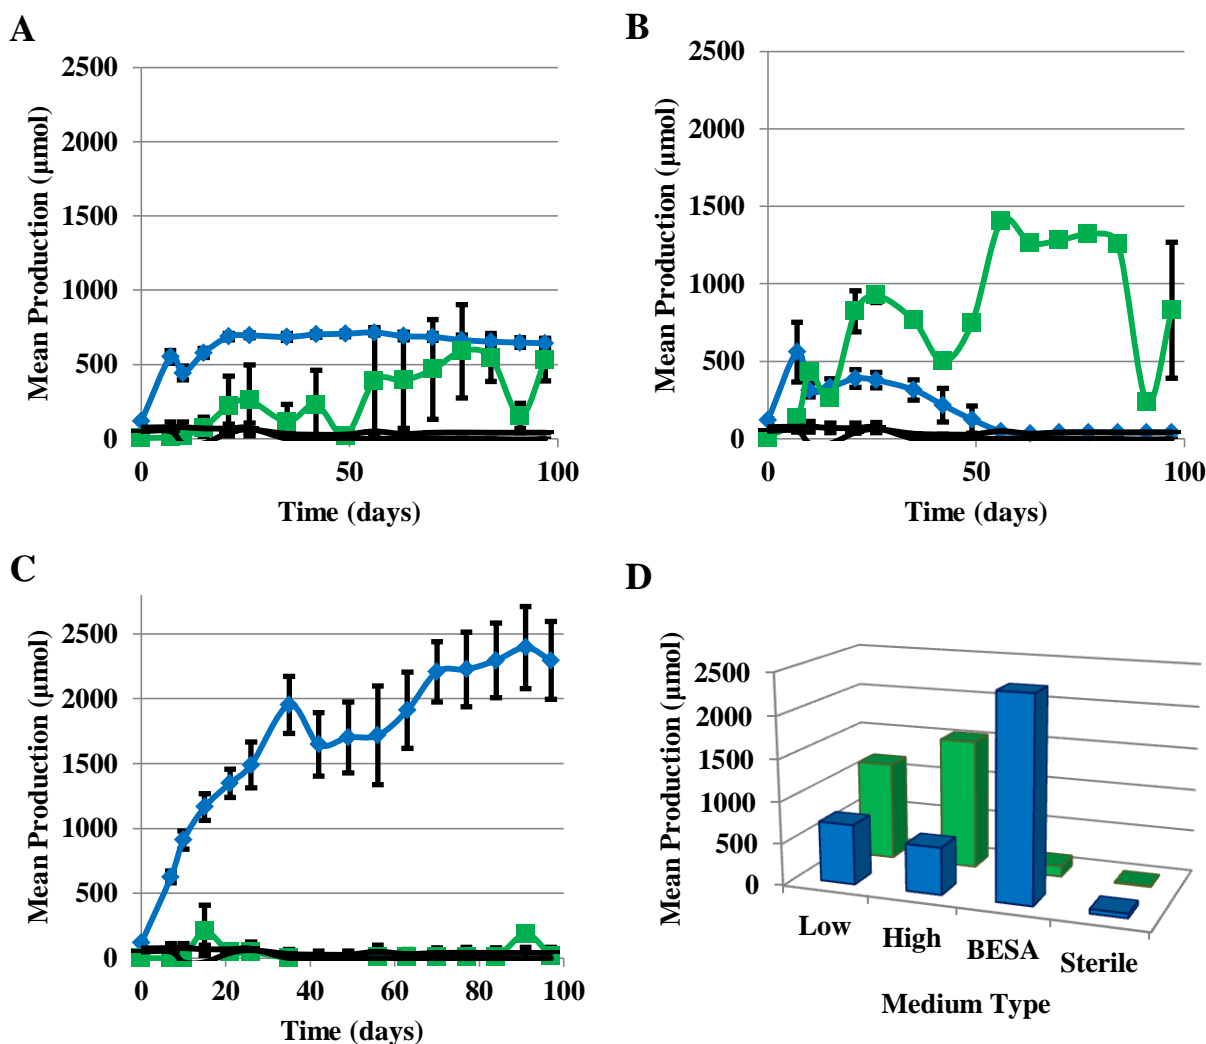 A
2500
2000
1500
1000
500
0
0 50 100
Mean Production (µmol)
Time (days)
B
2500
2000
1500
1000
500
0
0 50 100
Mean Production (µmol)
Time (days)
C
2500
2000
1500
1000
500
0
0 20 40 60 80 100
Mean Production (µmol)
Time (days)
D
2500
2000
1500
1000
500
0
Mean Production (µmol)
Low
High
BESA
Sterile
Medium Type